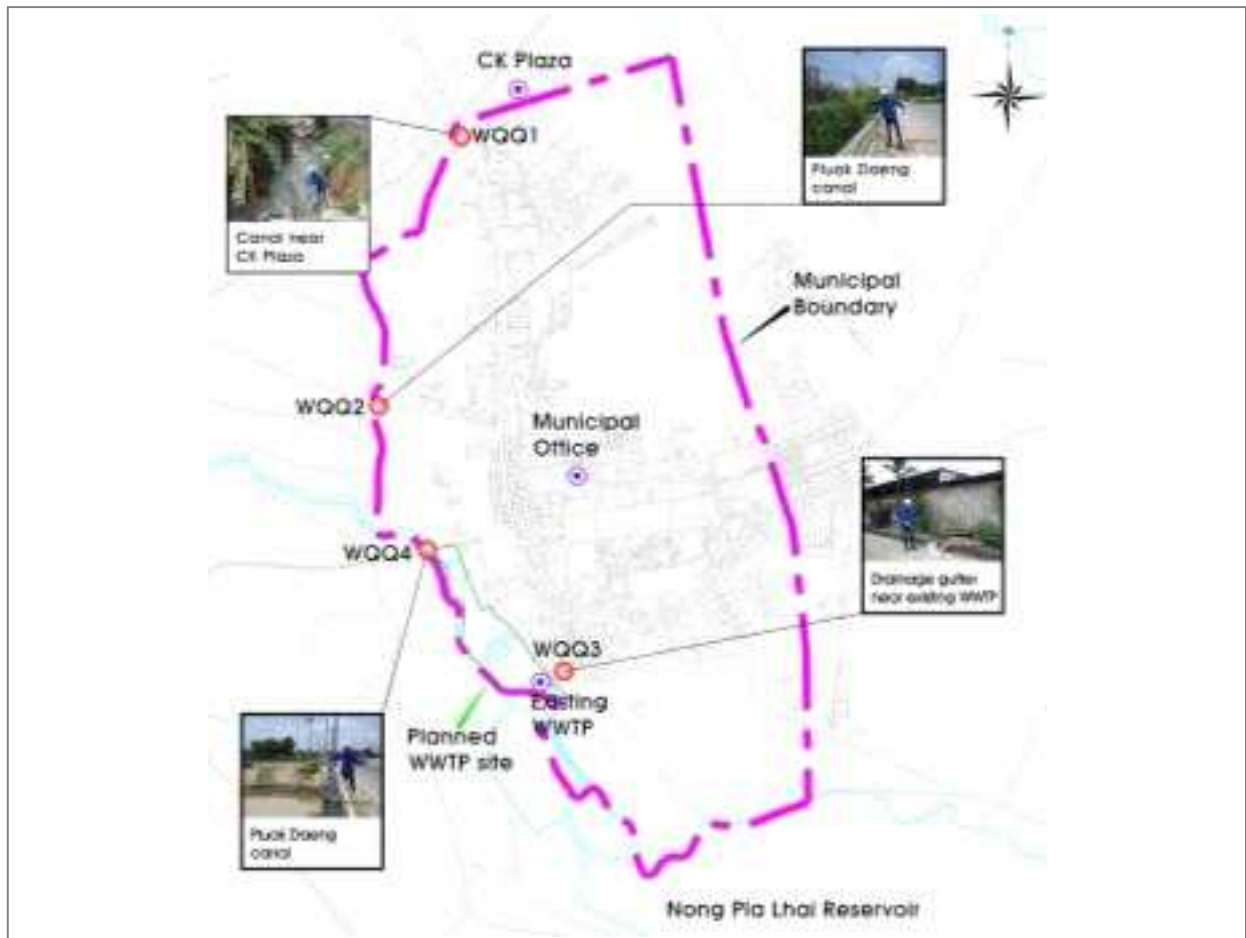 CK Plaza
WQQ1
Canal near
CK Plaza
Pluak Daeng
canal
Municipal
Boundary
WQQ2
Municipal
Office
WQQ4
Drainage gutter
near existing WWTP
WQQ3
Existing
WWTP
Planned
WWTP site
Pluak Daeng
canal
Nong Pla Lhai Reservoir